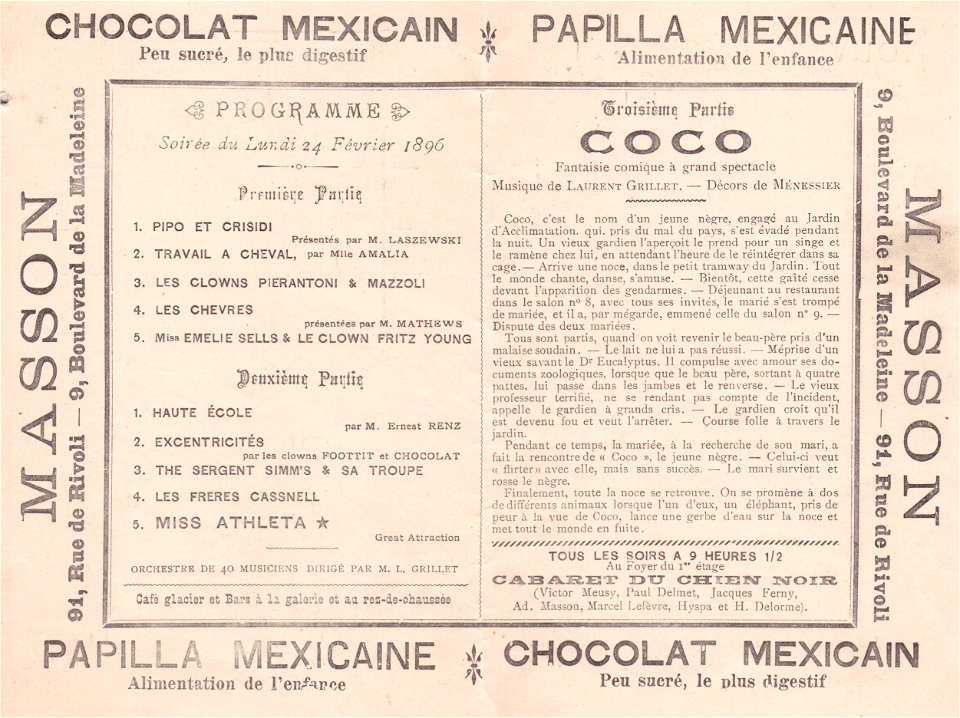 CHOCOLAT MEXICAIN
Peu sucré, le plus digestif
PAPILLA MEXICAINE
Alimentation de l'enfance
MASSON
91, Rue de Rivoli — 9, Boulevard de la Madeleine
PROGRAMME
Soirée du Lundi 24 Février 1896
Première Partie
1. PIPO ET CRISIDI
Présentés par M. LASZEWSKI
2. TRAVAIL A CHEVAL, par Mlle AMALIA
3. LES CLOWNS PIERANTONI & MAZZOLI
4. LES CHEVRES
présentées par M. MATHEWS
5. Miss EMELIE SELLS & LE CLOWN FRITZ YOUNG
Deuxième Partie
1. HAUTE ÉCOLE
par M. Ernest RENZ
2. EXCENTRICITÉS
par les clowns FOOTTIT et CHOCOLAT
3. THE SERGENT SIMM'S & SA TROUPE
4. LES FRERES CASSNELL
5. MISS ATHLETA ★
Great Attraction
ORCHESTRE DE 40 MUSICIENS DIRIGÉ PAR M. L. GRILLET
Café glacier et Bars à la galerie et au rez-de-chaussée
Troisième Partie
COCO
Fantaisie comique à grand spectacle
Musique de LAURENT GRILLET. — Décors de MÉNESSIER
Coco, c'est le nom d'un jeune nègre, engagé au Jardin
d'Acclimatation. qui, pris du mal du pays, s'est évadé pendant
la nuit. Un vieux gardien l'aperçoit le prend pour un singe et
le ramène chez lui, en attendant l'heure de le réintégrer dans sa
cage. — Arrive une noce, dans le petit tramway du Jardin. Tout
le monde chante, danse, s'amuse. — Bientôt, cette gaîté cesse
devant l'apparition des gendarmes. — Déjeunant au restaurant
dans le salon n° 8, avec tous ses invités, le marié s'est trompé
de mariée, et il a, par mégarde, emmené celle du salon n° 9. —
Dispute des deux mariées.
Tous sont partis, quand on voit revenir le beau-père pris d'un
malaise soudain. — Le lait ne lui a pas réussi. — Méprise d'un
vieux savant le Dr Eucalyptus. Il compulse avec amour ses do-
cuments zoologiques, lorsque que le beau père, sortant à quatre
pattes, lui passe dans les jambes et le renverse. — Le vieux
professeur terrifié, ne se rendant pas compte de l'incident,
appelle le gardien à grands cris. — Le gardien croit qu'il
est devenu fou et veut l'arrêter. — Course folle à travers le
jardin.
Pendant ce temps, la mariée, à la recherche de son mari, a
fait la rencontre de « Coco », le jeune nègre. — Celui-ci veut
« flirter » avec elle, mais sans succès. — Le mari survient et
rosse le nègre.
Finalement, toute la noce se retrouve. On se promène à dos
de différents animaux lorsque l'un d'eux, un éléphant, pris de
peur à la vue de Coco, lance une gerbe d'eau sur la noce et
met tout le monde en fuite.
TOUS LES SOIRS A 9 HEURES 1/2
Au Foyer du 1er étage
CABARET DU CHIEN NOIR
(Victor Meusy, Paul Delmet, Jacques Ferny,
Ad. Masson, Marcel Lefèvre, Hyspa et H. Delorme).
9, Boulevard de la Madeleine — 91, Rue de Rivoli
MASSON
PAPILLA MEXICAINE
Alimentation de l'enfance
CHOCOLAT MEXICAIN
Peu sucré, le plus digestif